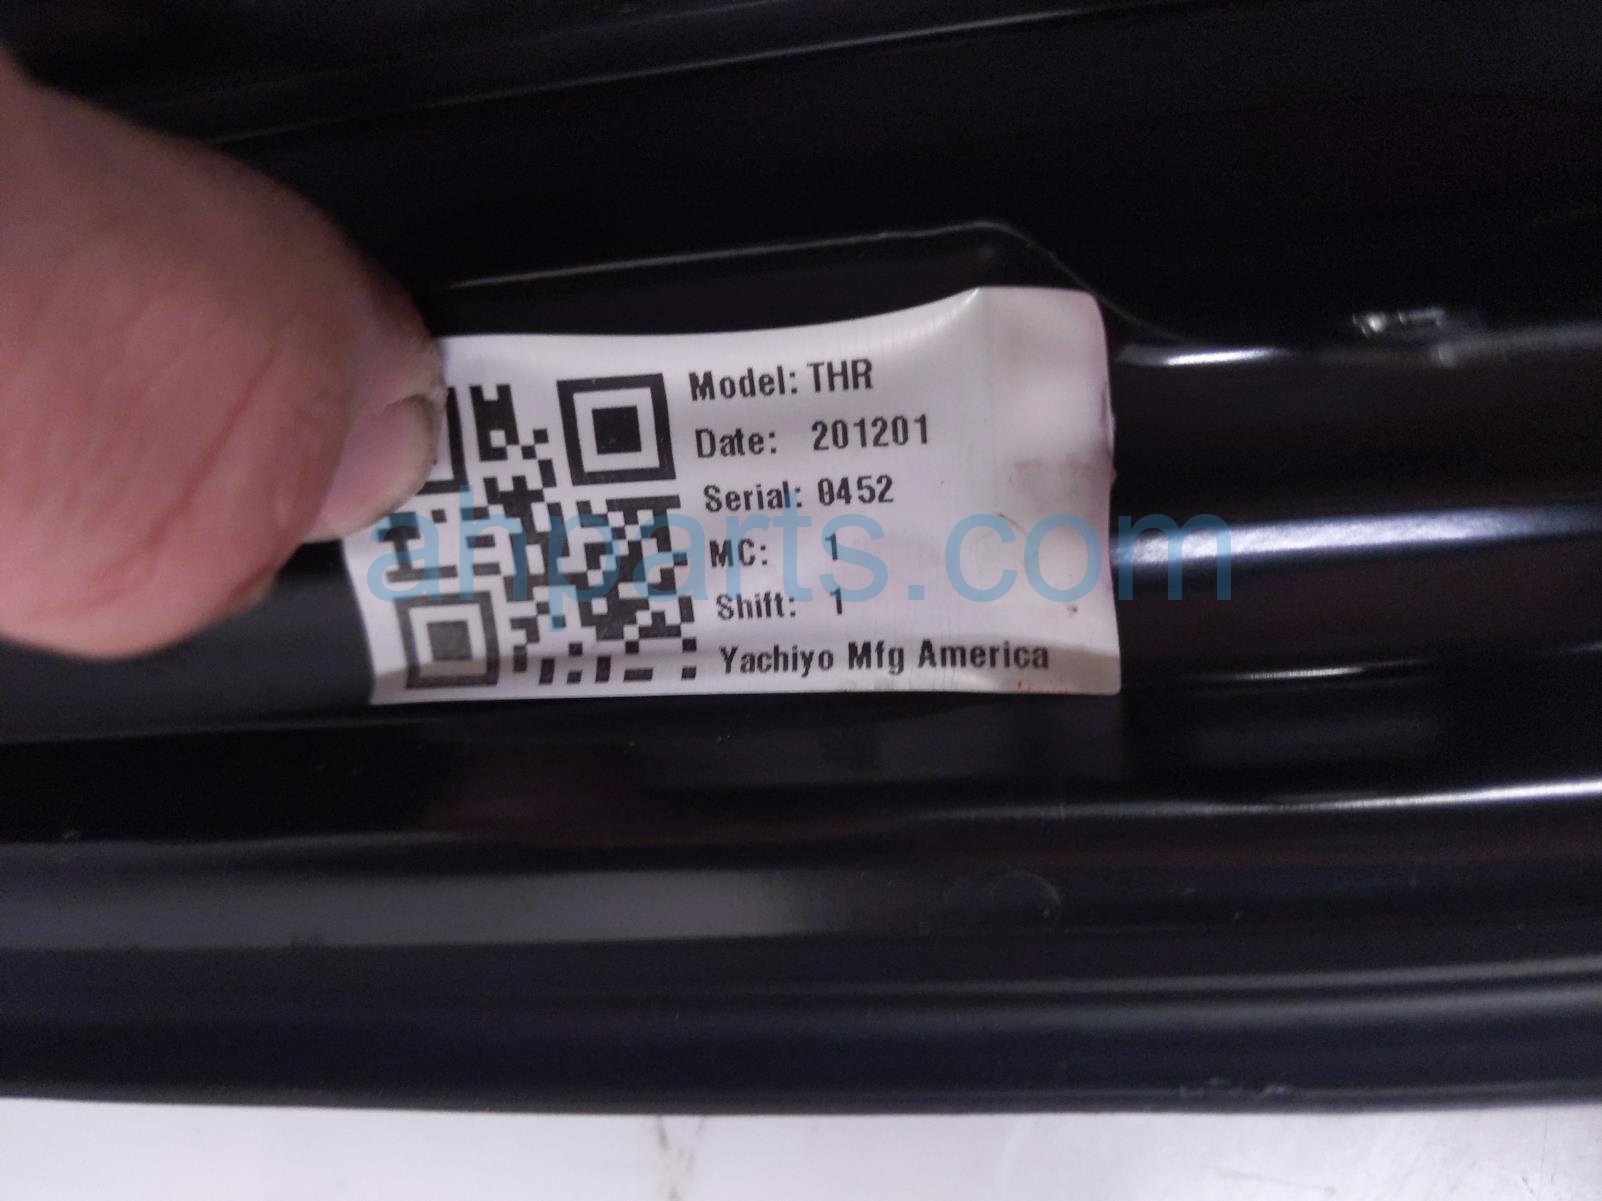 Model: THR
Date: 201201
Serial: 0452
MC: 1
Shift: 1
Yachiyo Mfg America
ahparts.com